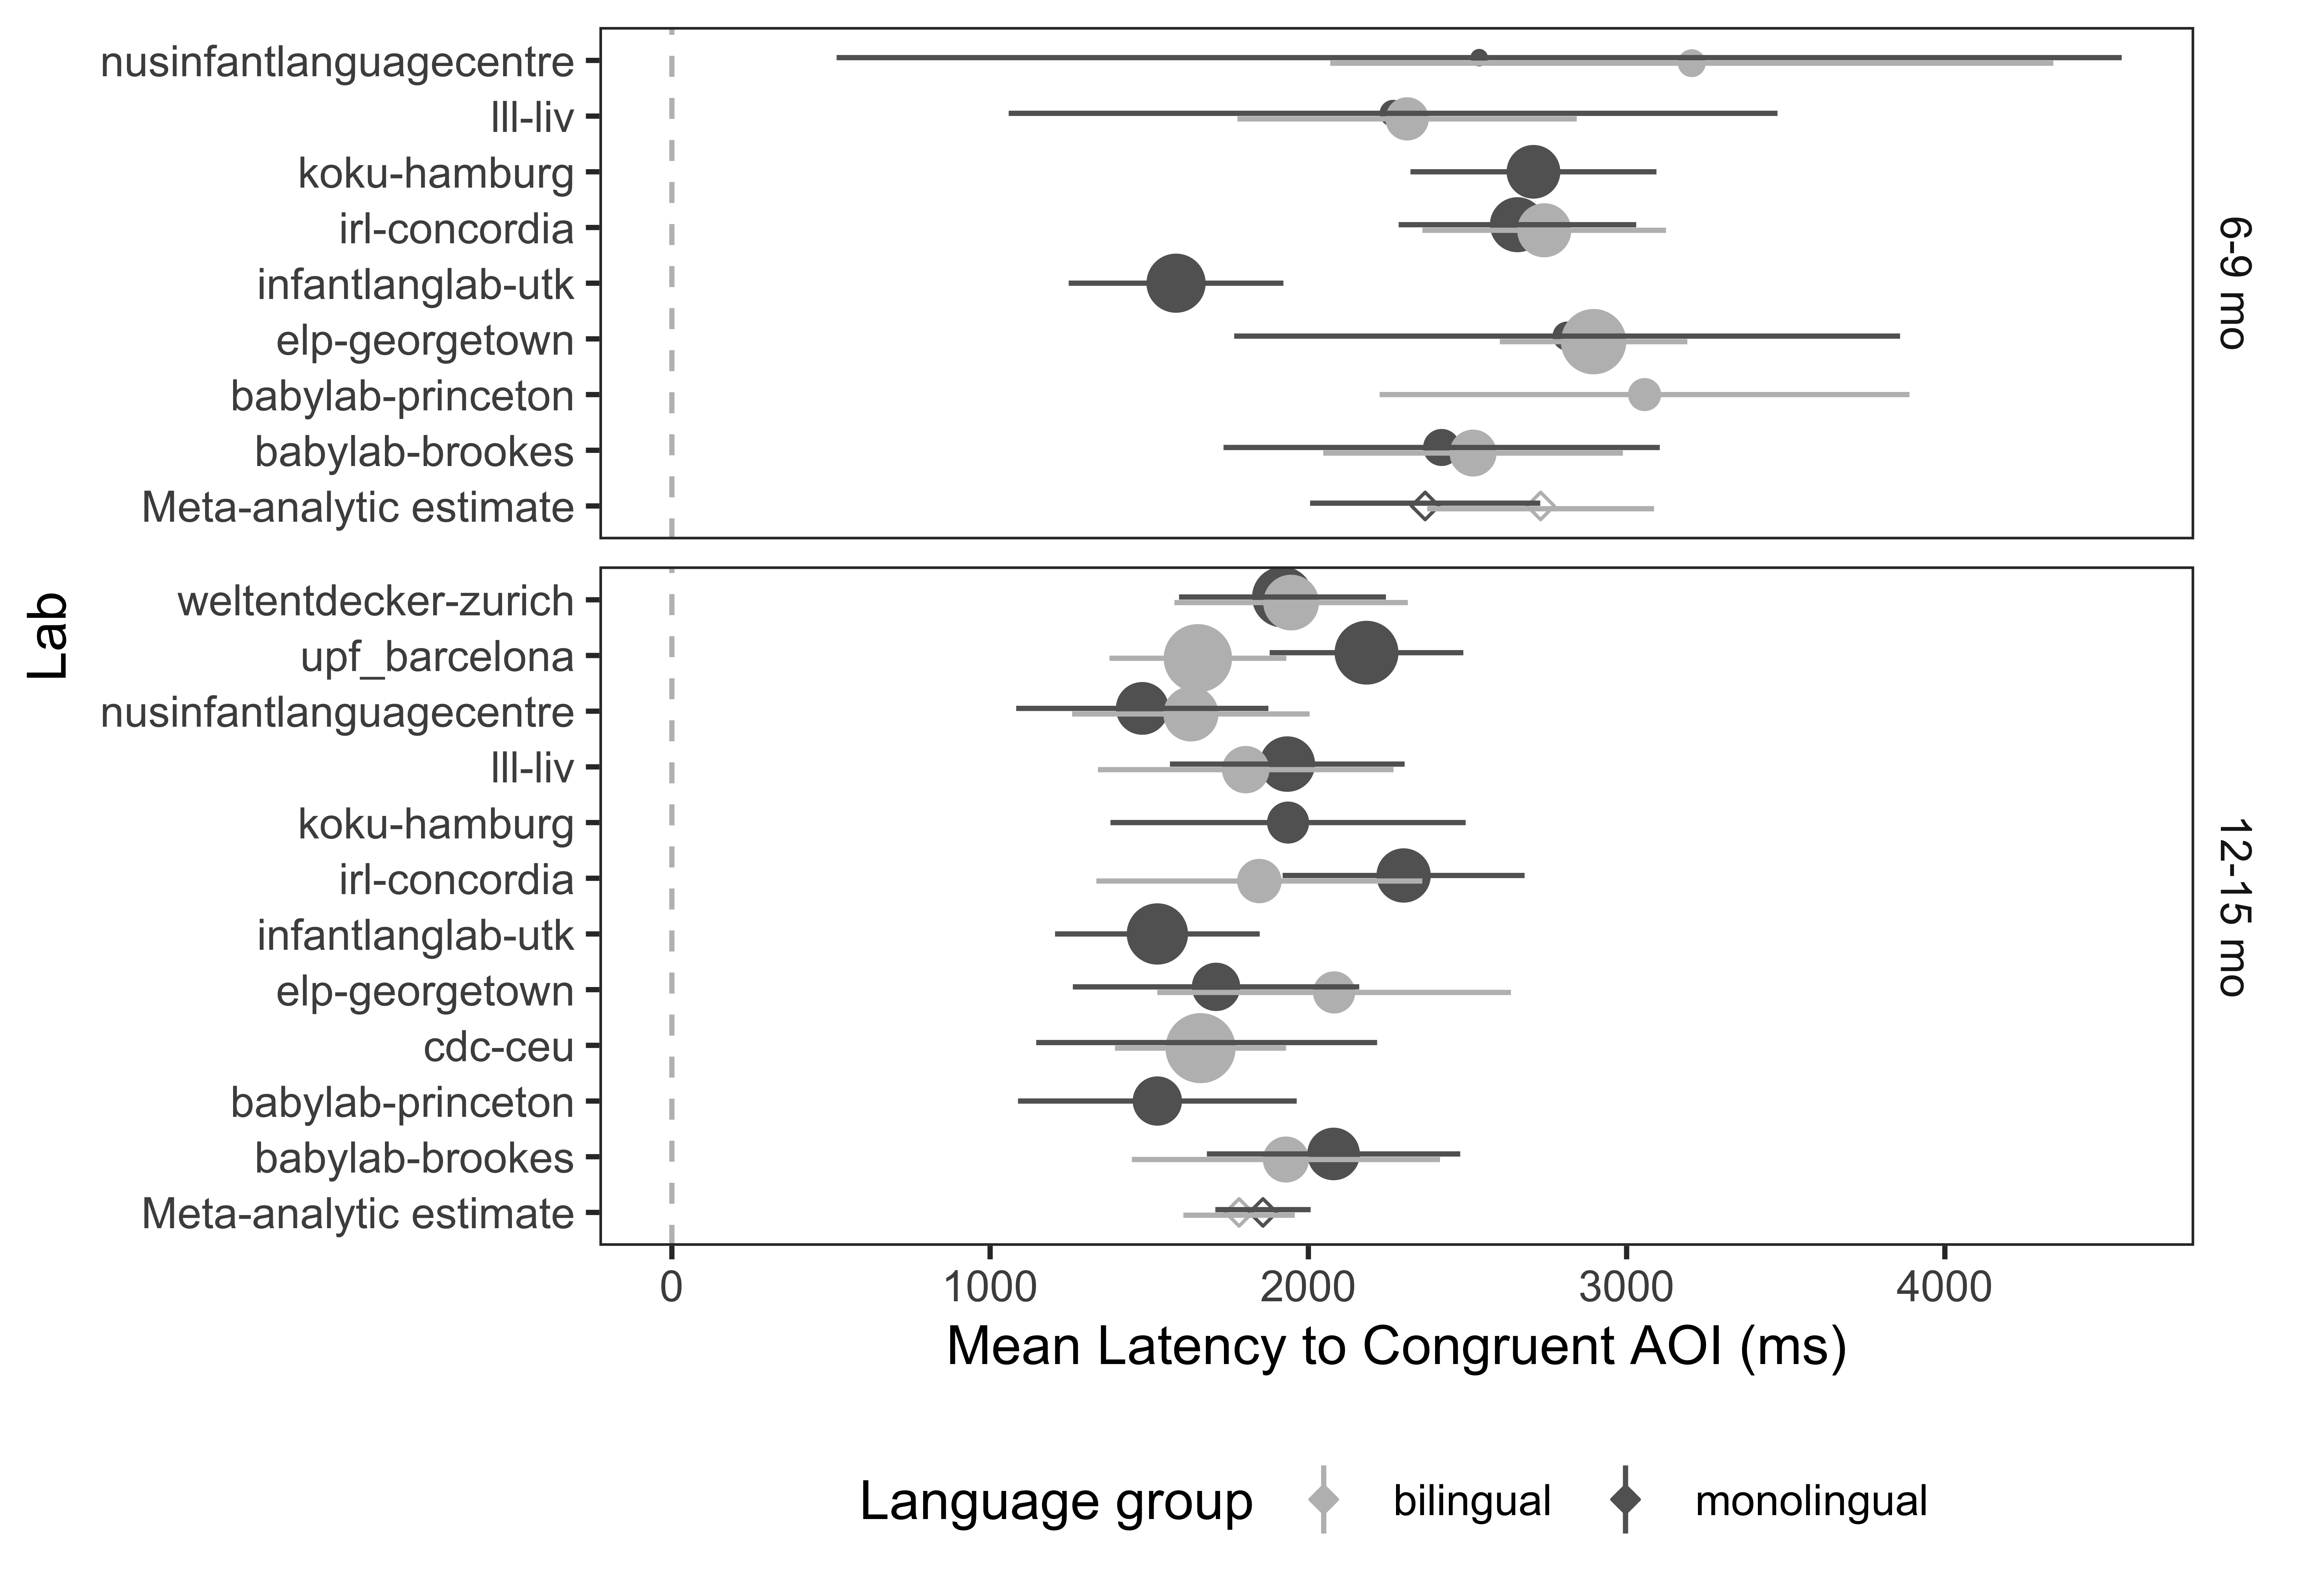 nusinfantlanguagecentre
lll-liv
koku-hamburg
irl-concordia
infantlanglab-utk
elp-georgetown
babylab-princeton
babylab-brookes
Meta-analytic estimate
6-9 mo
Lab
weltentdecker-zurich
upf_barcelona
nusinfantlanguagecentre
lll-liv
koku-hamburg
irl-concordia
infantlanglab-utk
elp-georgetown
cdc-ceu
babylab-princeton
babylab-brookes
Meta-analytic estimate
12-15 mo
0 1000 2000 3000 4000
Mean Latency to Congruent AOI (ms)
Language group bilingual monolingual